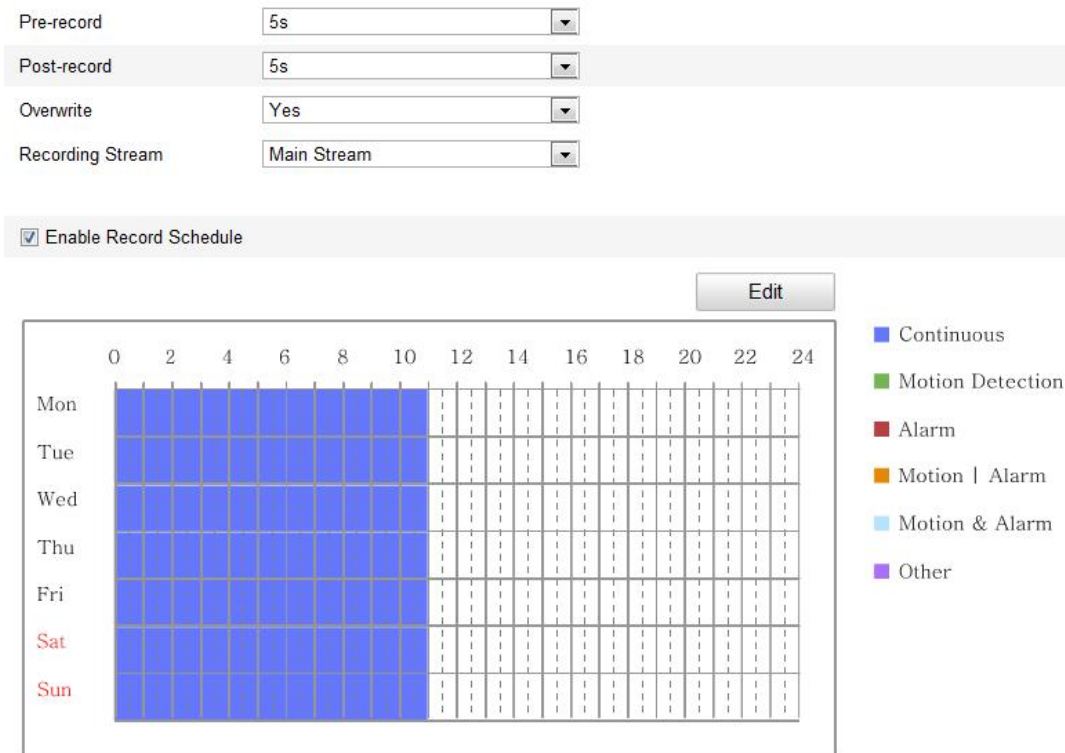 Pre-record 5s
Post-record 5s
Overwrite Yes
Recording Stream Main Stream
Enable Record Schedule
Edit
0 2 4 6 8 10 12 14 16 18 20 22 24
Mon
Tue
Wed
Thu
Fri
Sat
Sun
Continuous
Motion Detection
Alarm
Motion | Alarm
Motion & Alarm
Other